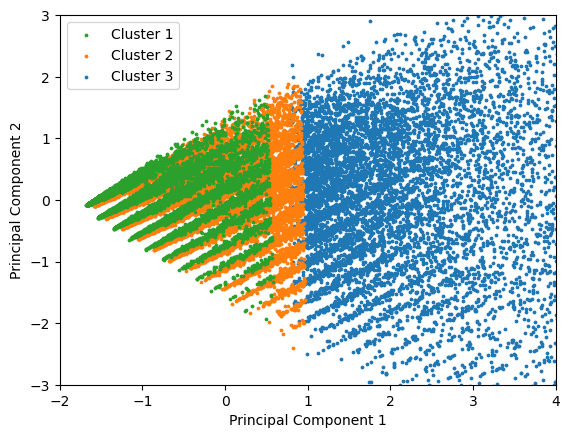 3
2
1
0
−1
−2
−3
Principal Component 2
Cluster 1
Cluster 2
Cluster 3
−2
−1
0
1
2
3
4
Principal Component 1